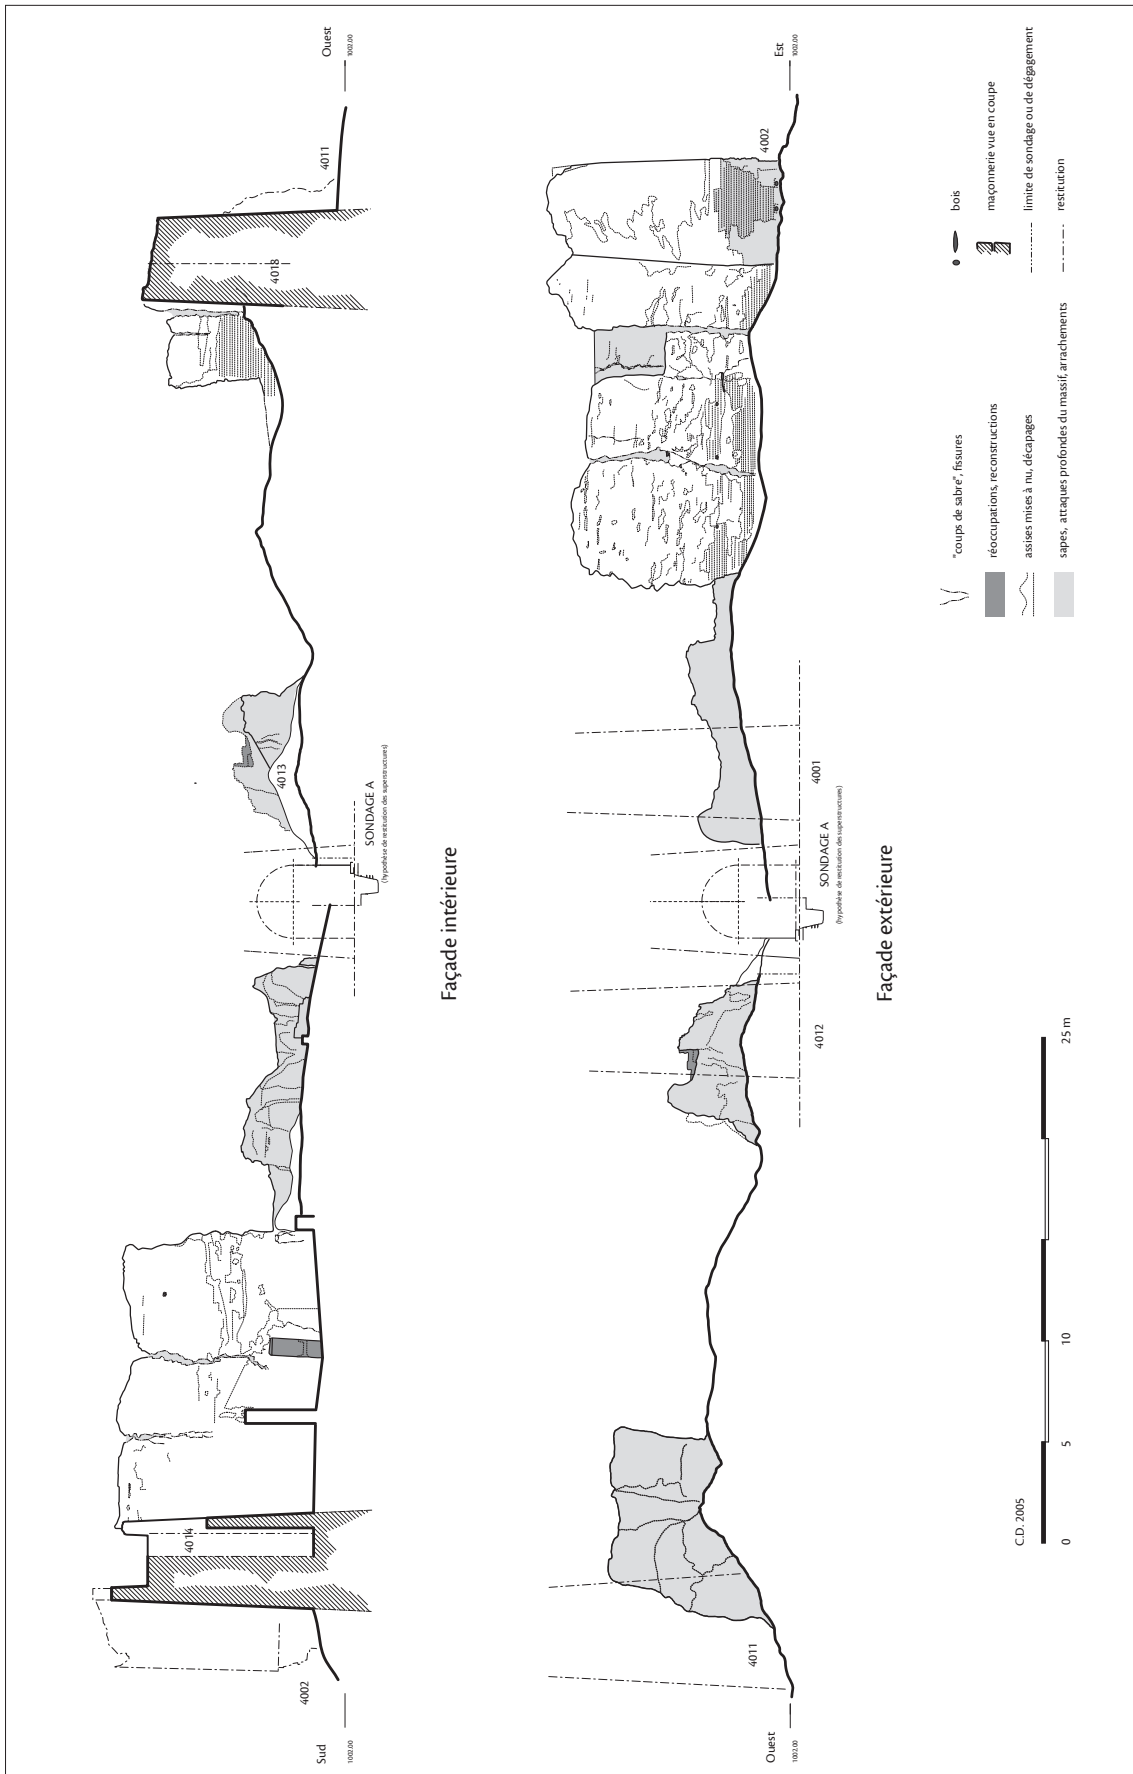 Sud
1002.00
4002
4014
4013
SONDAGE A
(hypothèse de restitution des superstructures)
4018
4011
Ouest
1002.00
Façade intérieure
Ouest
1002.00
4011
4012
SONDAGE A
(hypothèse de restitution des superstructures)
4001
4002
Est
1002.00
Façade extérieure
C.D. 2005
0
5
10
25 m
"coups de sabre", fissures
réoccupations, reconstructions
assises mises à nu, décapages
sapes, attaques profondes du massif, arrachements
bois
maçonnerie vue en coupe
limite de sondage ou de dégagement
restitution